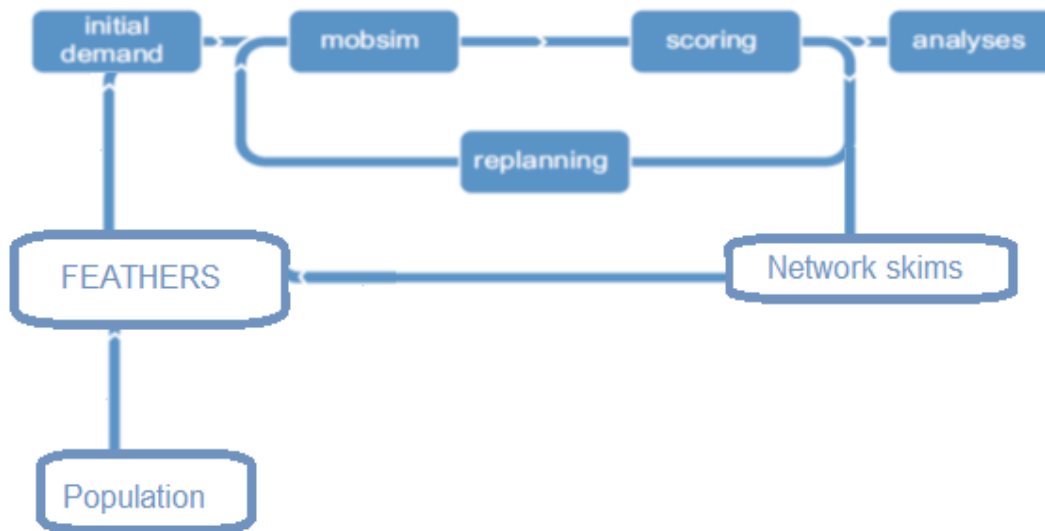 initial
demand
mobsim
scoring
analyses
replanning
FEATHERS
Network skims
Population